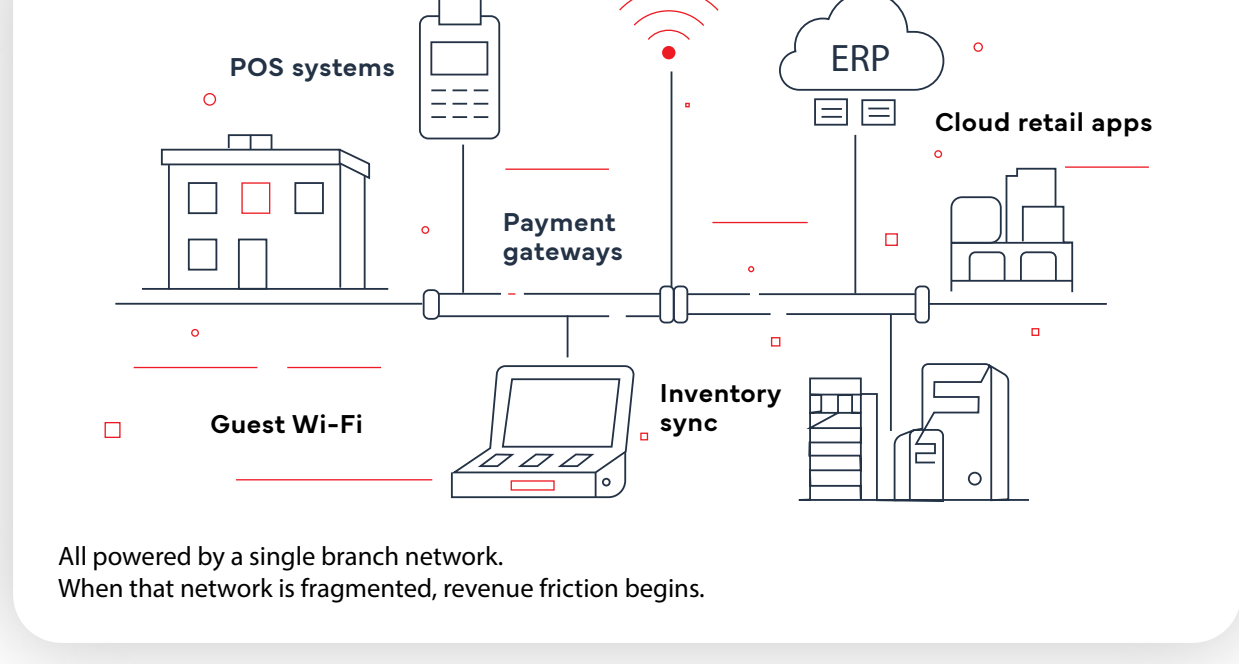 POS systems
ERP
Cloud retail apps
Payment
gateways
Inventory
sync
Guest Wi-Fi
All powered by a single branch network.
When that network is fragmented, revenue friction begins.